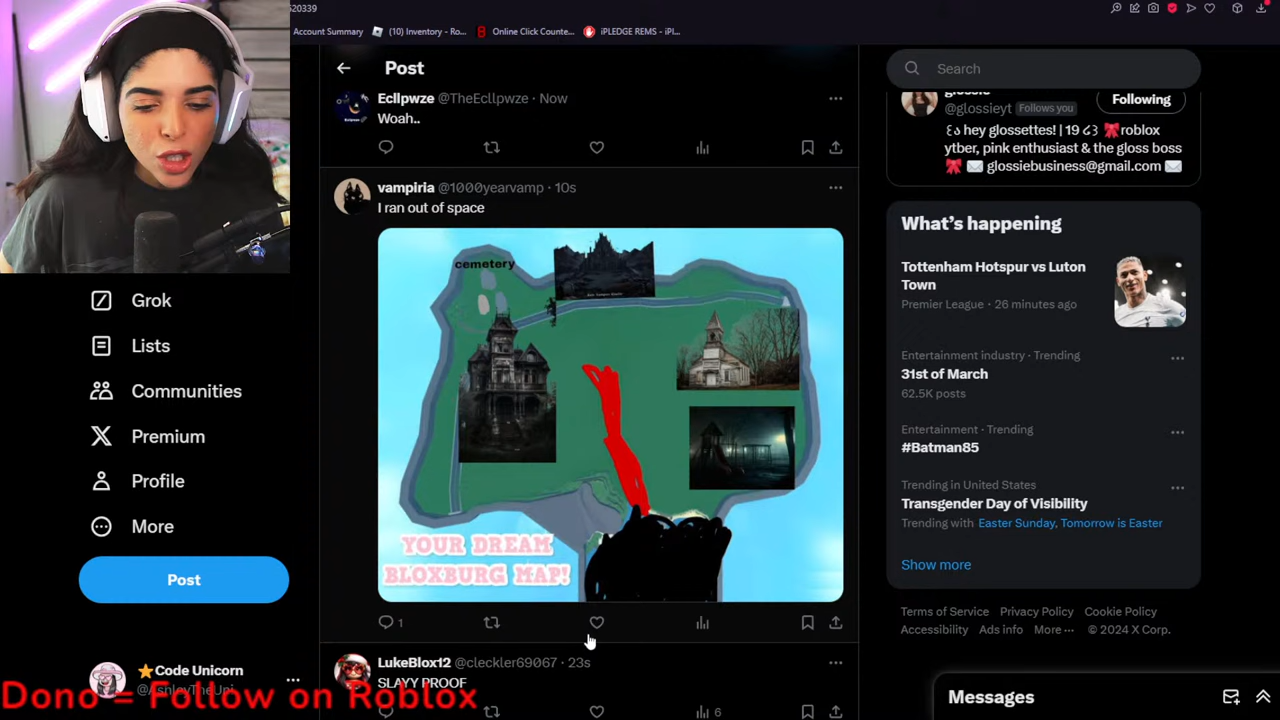 520339
Account Summary
(10) Inventory - Ro...
Online Click Counte...
iPLEDGE REMS - iPl...
Post
Search
Ecllpwze @TheEcllpwze · Now
Woah..
@glossieyt Follows you
Following
hey glossettes! | 19 roblox
ytber, pink enthusiast & the gloss boss
glossiebusiness@gmail.com
vampiria @1000yearvamp · 10s
I ran out of space
cemetery
YOUR DREAM
BLOXBURG MAP!
1
LukeBlox12 @cleckler69067 · 23s
SLAYY PROOF
6
What's happening
Tottenham Hotspur vs Luton
Town
Premier League · 26 minutes ago
Entertainment industry · Trending
31st of March
62.5K posts
Entertainment · Trending
#Batman85
Trending in United States
Transgender Day of Visibility
Trending with Easter Sunday, Tomorrow is Easter
Show more
Terms of Service Privacy Policy Cookie Policy
Accessibility Ads info More ··· © 2024 X Corp.
Messages
Grok
Lists
Communities
Premium
Profile
More
Post
Code Unicorn
Dono = Follow on Roblox